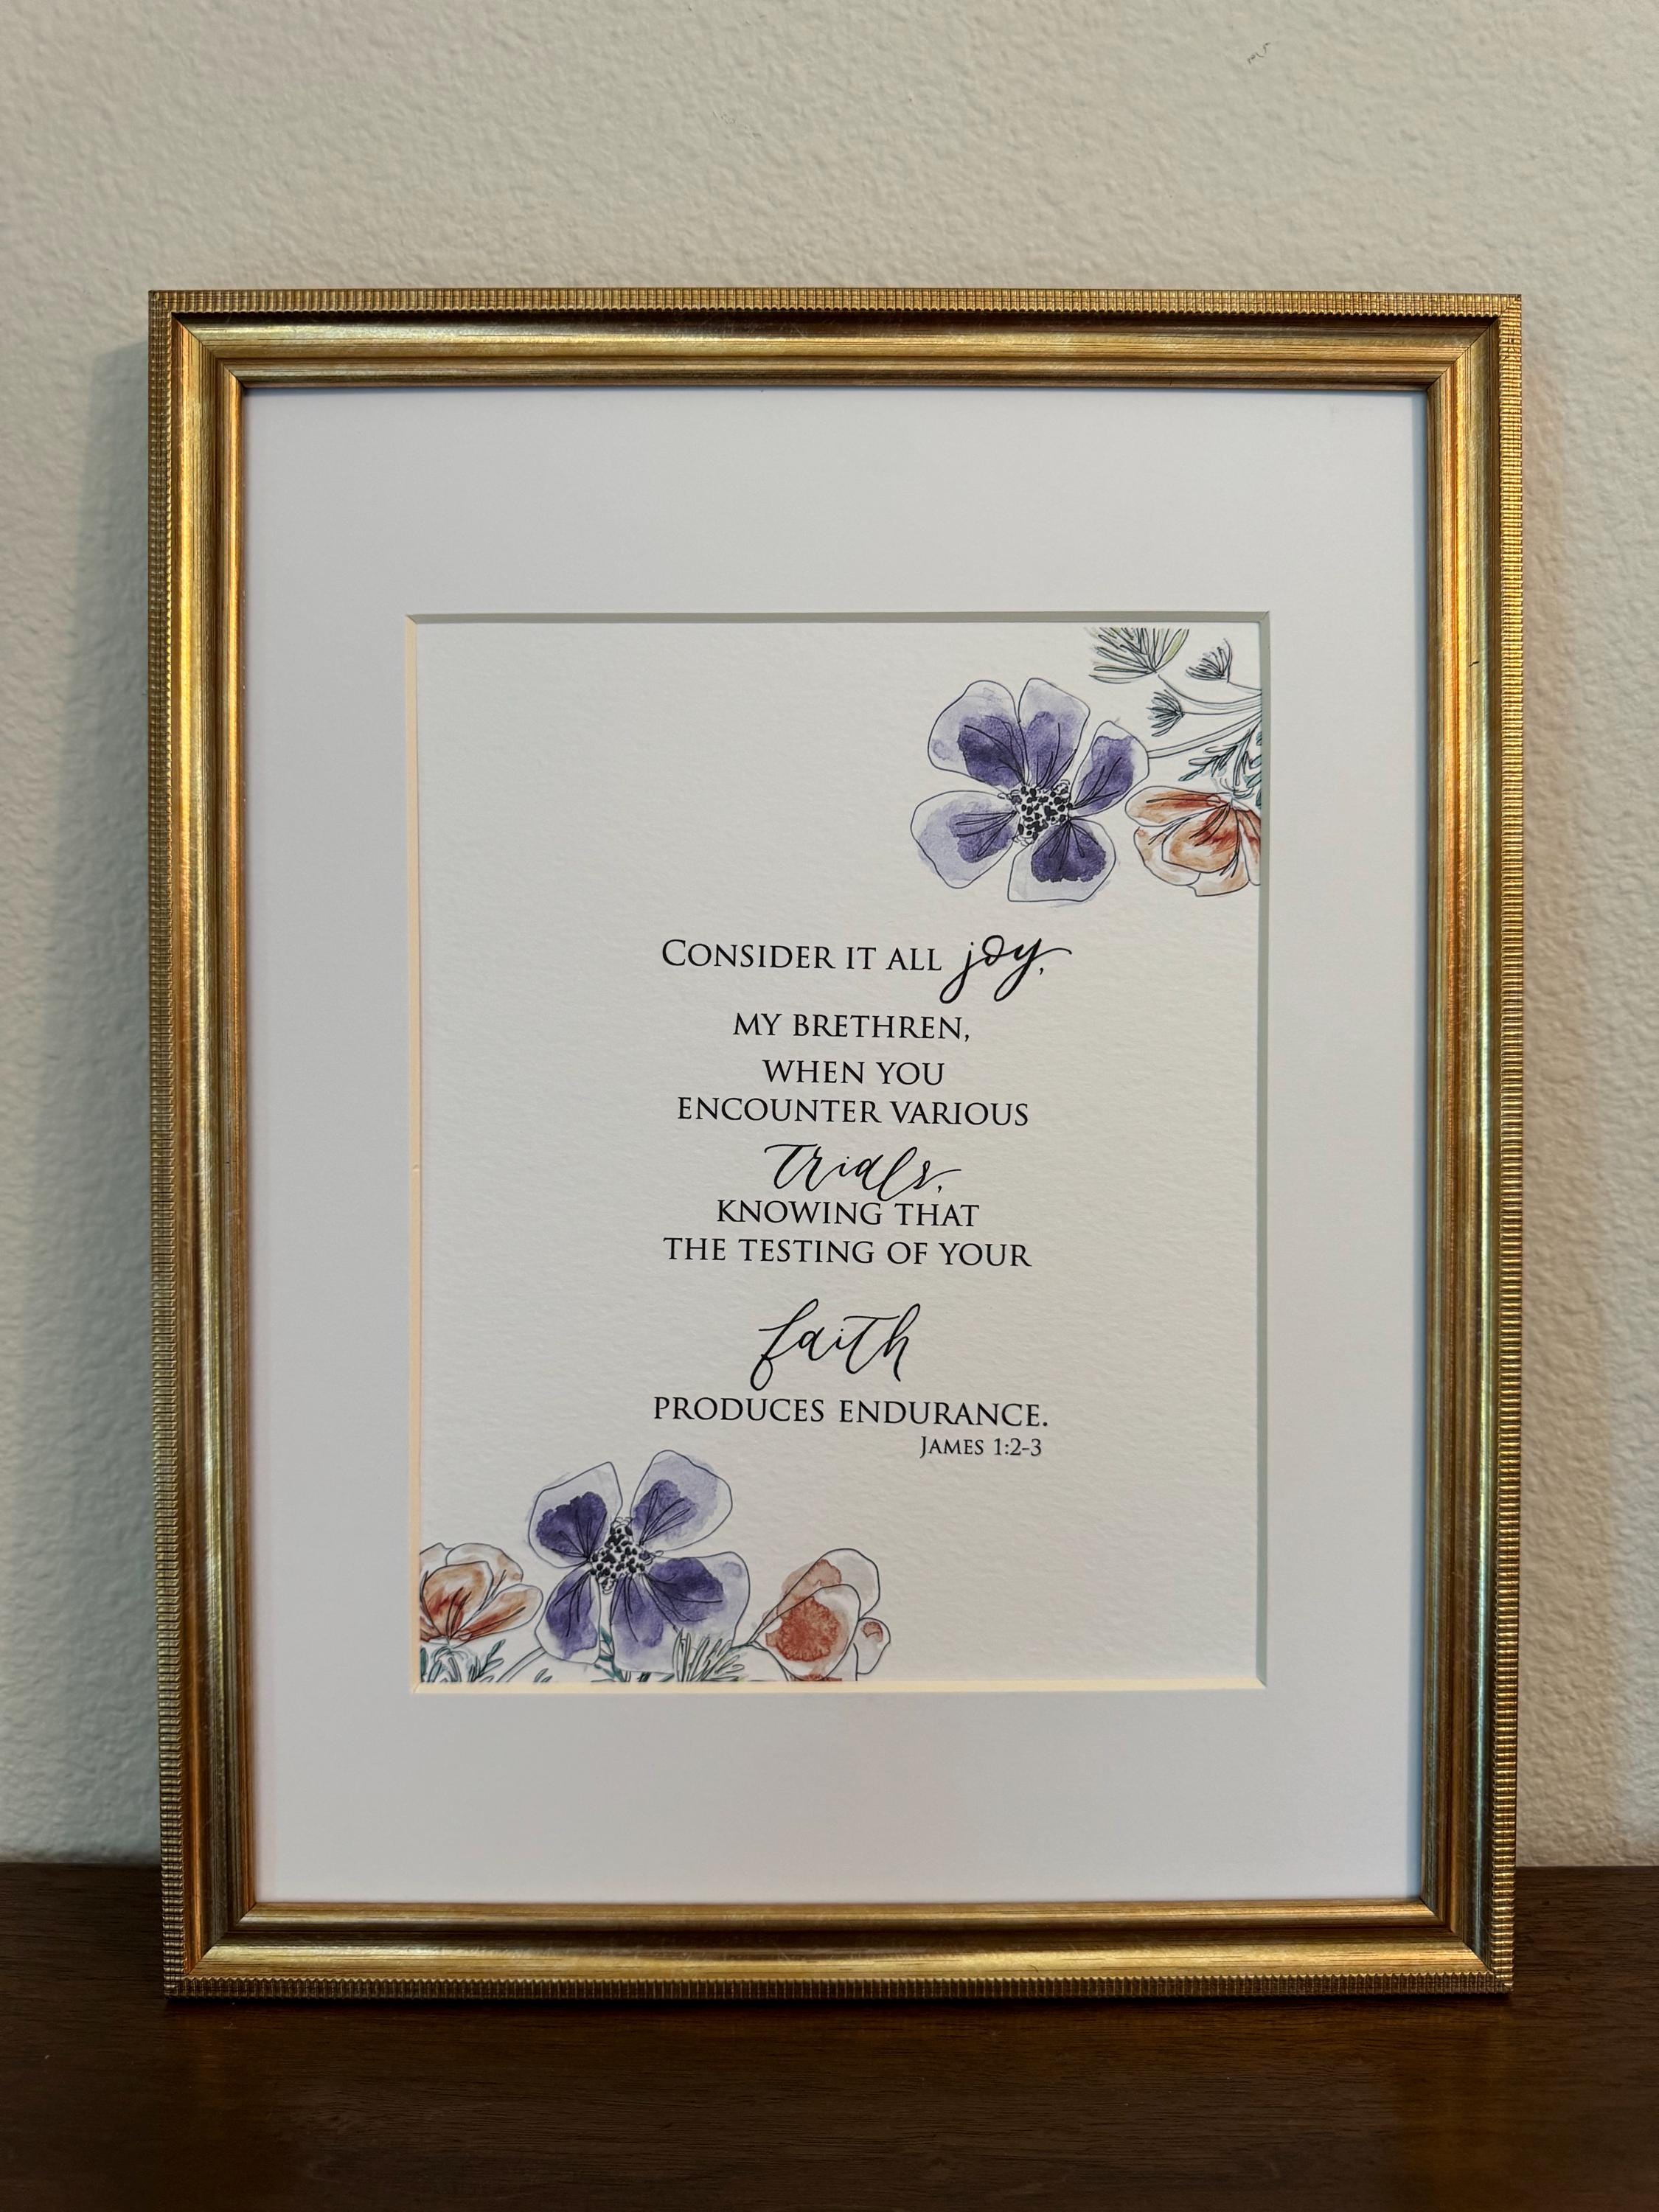 Consider it all joy,
my brethren,
when you
encounter various
trials,
knowing that
the testing of your
faith
produces endurance.
James 1:2-3